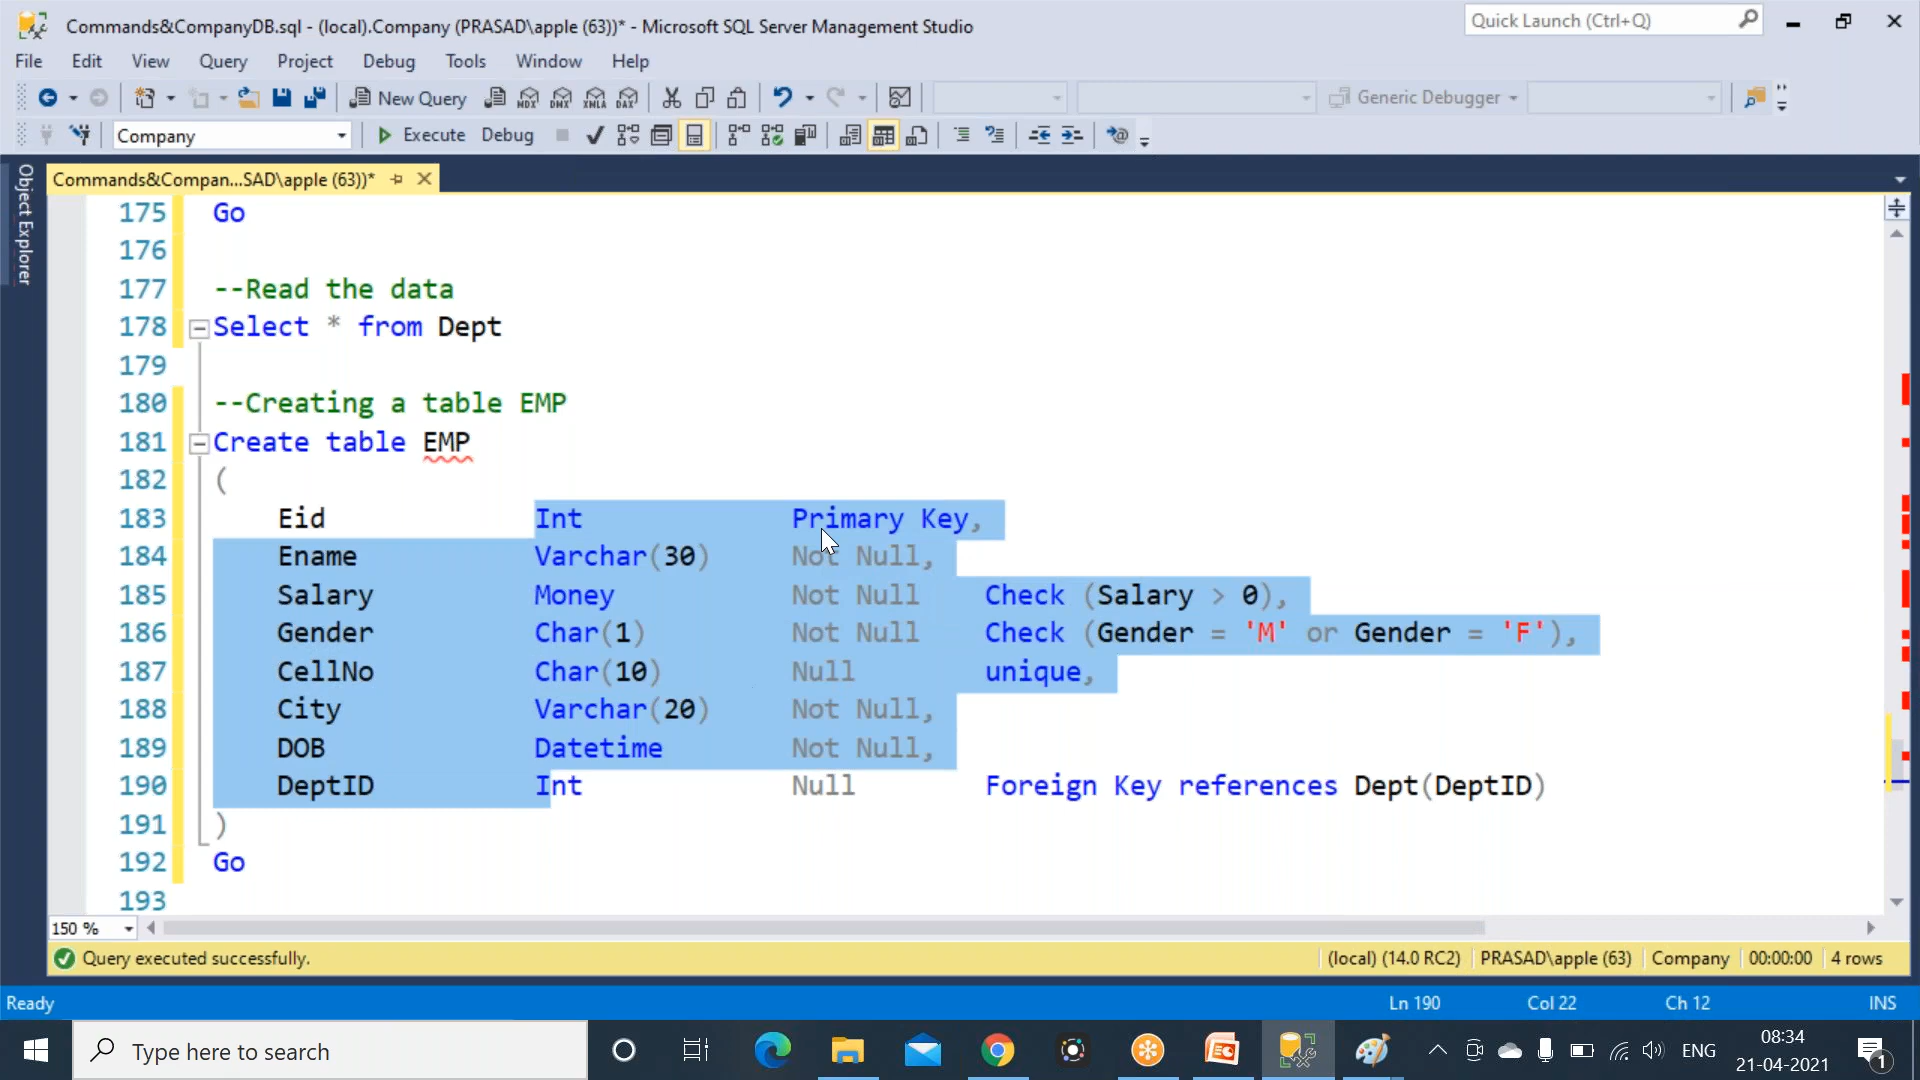 Commands&CompanyDB.sql - (local).Company (PRASAD\apple (63))* - Microsoft SQL Server Management Studio
Quick Launch (Ctrl+Q)
File Edit View Query Project Debug Tools Window Help
New Query MDX DMX XMLA DAX Generic Debugger
Company Execute Debug
Object Explorer
Commands&Compan...SAD\apple (63))*
175 Go
176
177 --Read the data
178 Select * from Dept
179
180 --Creating a table EMP
181 Create table EMP
182 (
183 Eid Int Primary Key,
184 Ename Varchar(30) Not Null,
185 Salary Money Not Null Check (Salary > 0),
186 Gender Char(1) Not Null Check (Gender = 'M' or Gender = 'F'),
187 CellNo Char(10) Null unique,
188 City Varchar(20) Not Null,
189 DOB Datetime Not Null,
190 DeptID Int Null Foreign Key references Dept(DeptID)
191 )
192 Go
193
150 %
Query executed successfully. (local) (14.0 RC2) PRASAD\apple (63) Company 00:00:00 4 rows
Ready Ln 190 Col 22 Ch 12 INS
Type here to search
ENG
08:34
21-04-2021
1